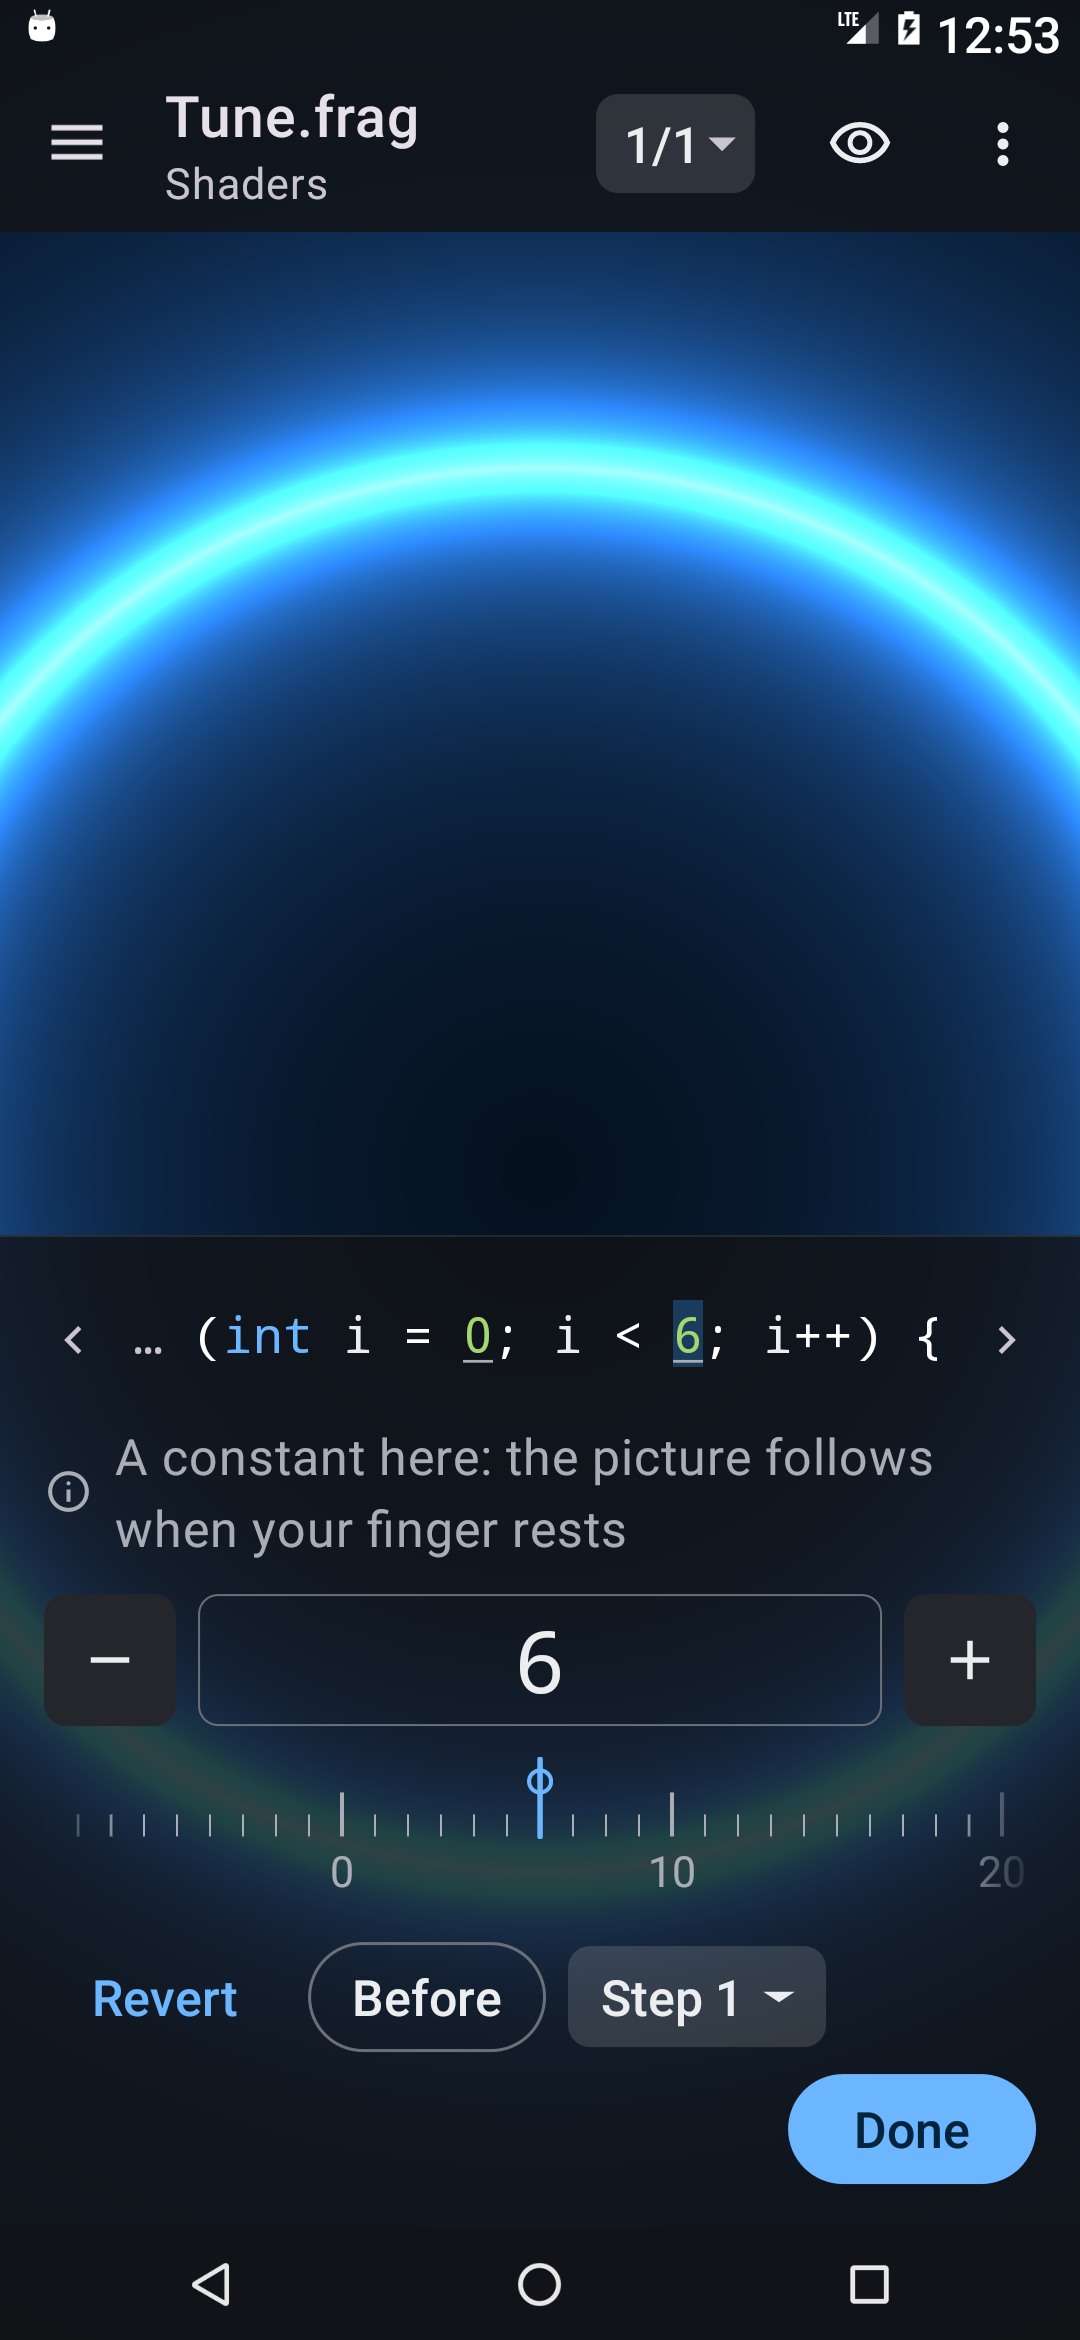 LTE 12:53
Tune.frag
Shaders
1/1
… (int i = 0; i < 6; i++) {
A constant here: the picture follows
when your finger rests
6
0 10 20
Revert Before Step 1
Done